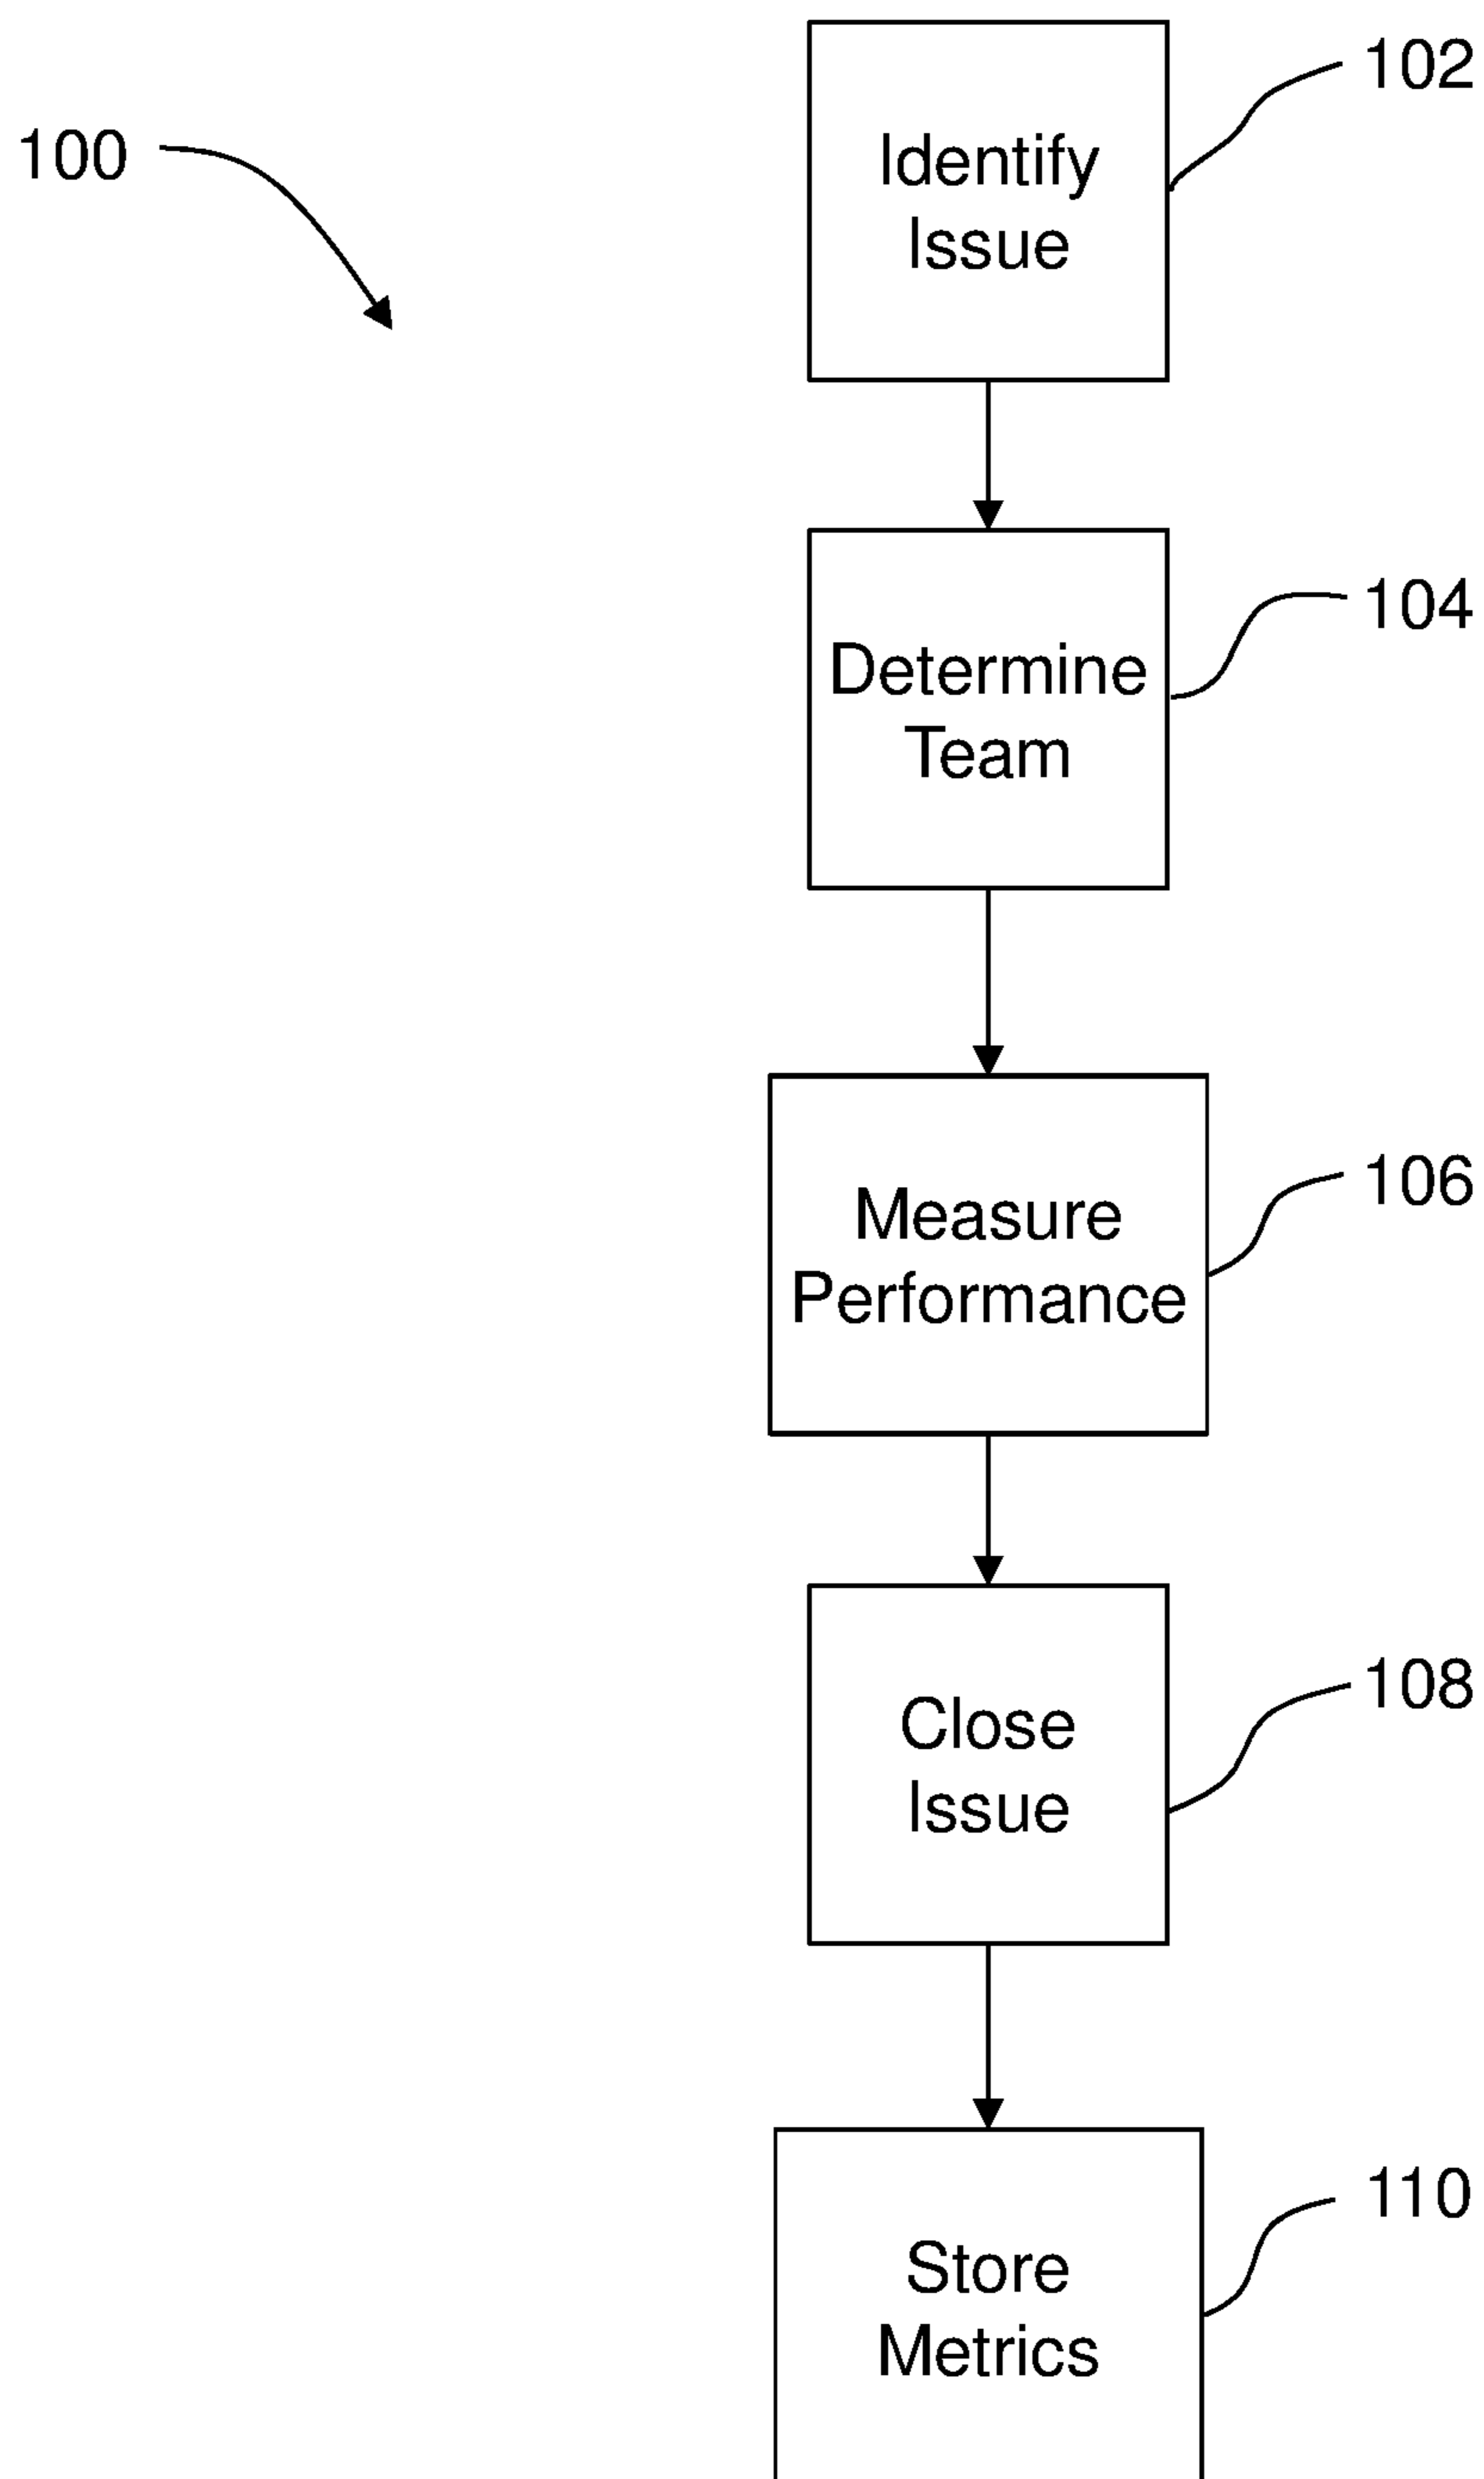 102
100
Identify
Issue
104
Determine
Team
106
Measure
Performance
108
Close
Issue
110
Store
Metrics